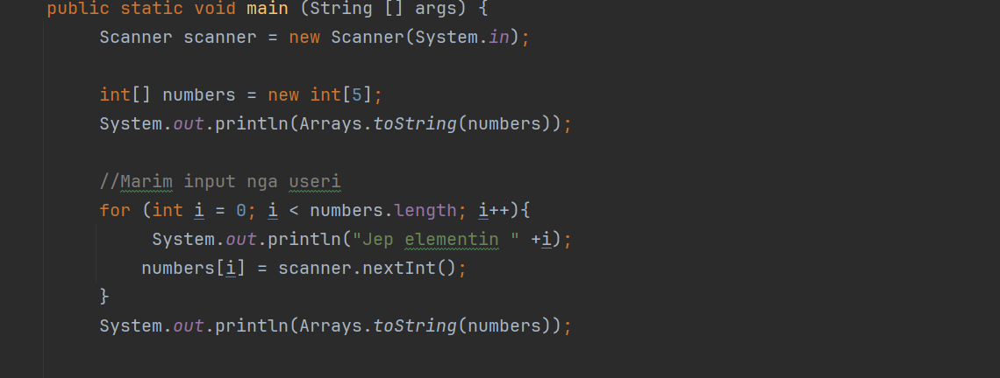 public static void main (String [] args) {
Scanner scanner = new Scanner(System.in);
int[] numbers = new int[5];
System.out.println(Arrays.toString(numbers));
//Marim input nga useri
for (int i = 0; i < numbers.length; i++){
System.out.println("Jep elementin " +i);
numbers[i] = scanner.nextInt();
}
System.out.println(Arrays.toString(numbers));